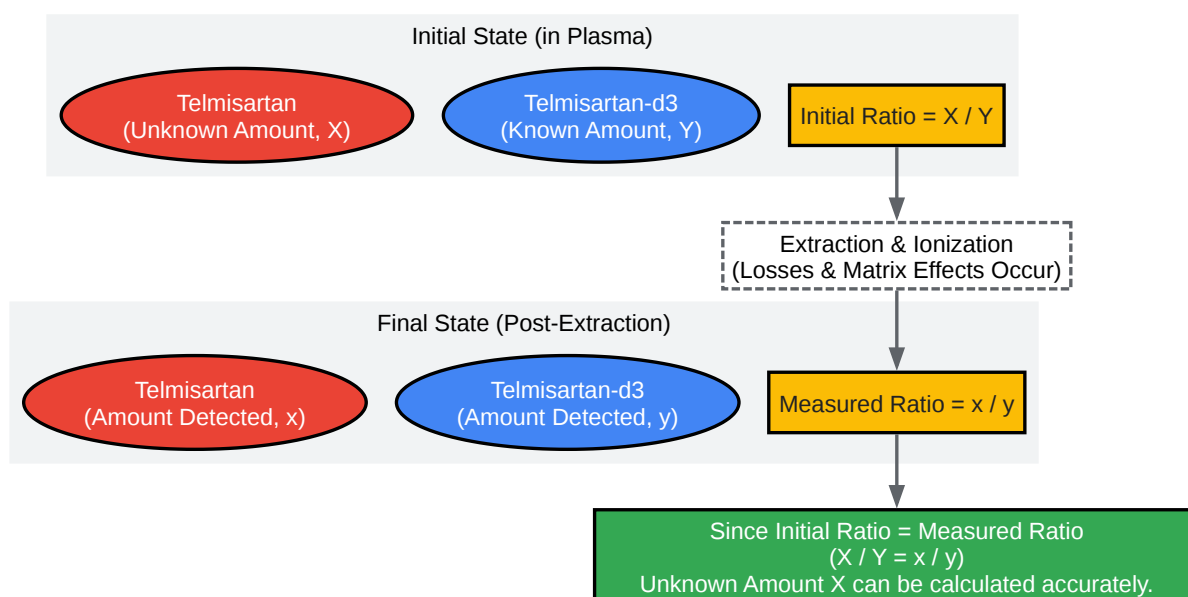 Initial State (in Plasma)
Telmisartan
(Unknown Amount, X)
Telmisartan-d3
(Known Amount, Y)
Initial Ratio = X / Y
Extraction & Ionization
(Losses & Matrix Effects Occur)
Final State (Post-Extraction)
Telmisartan
(Amount Detected, x)
Telmisartan-d3
(Amount Detected, y)
Measured Ratio = x / y
Since Initial Ratio = Measured Ratio
(X / Y = x / y)
Unknown Amount X can be calculated accurately.